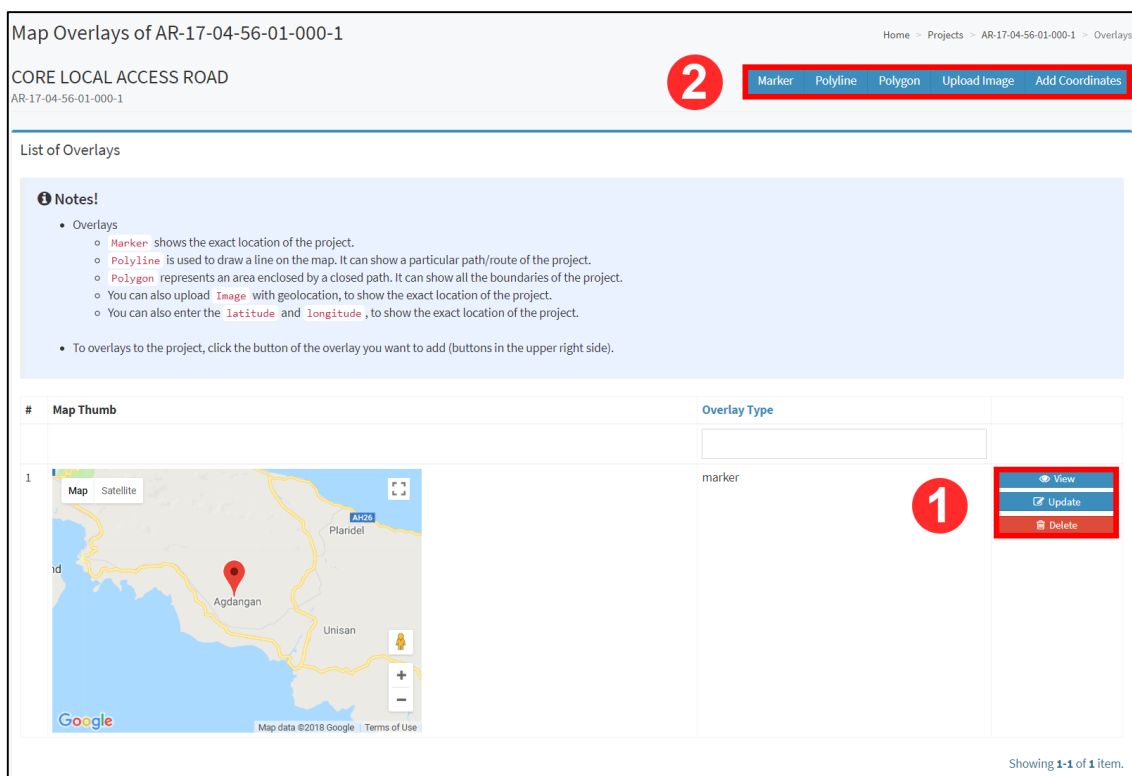 Map Overlays of AR-17-04-56-01-000-1
Home > Projects > AR-17-04-56-01-000-1 > Overlays
CORE LOCAL ACCESS ROAD
AR-17-04-56-01-000-1
2
Marker Polyline Polygon Upload Image Add Coordinates
List of Overlays
Notes!
• Overlays
Marker shows the exact location of the project.
Polyline is used to draw a line on the map. It can show a particular path/route of the project.
Polygon represents an area enclosed by a closed path. It can show all the boundaries of the project.
You can also upload Image with geolocation, to show the exact location of the project.
You can also enter the latitude and longitude , to show the exact location of the project.
• To overlays to the project, click the button of the overlay you want to add (buttons in the upper right side).
# Map Thumb Overlay Type
1 marker
Map Satellite
AH26
Plaridel
nd
Agdangan
Unisan
+
−
Google
Map data ©2018 Google Terms of Use
1
View
Update
Delete
Showing 1-1 of 1 item.